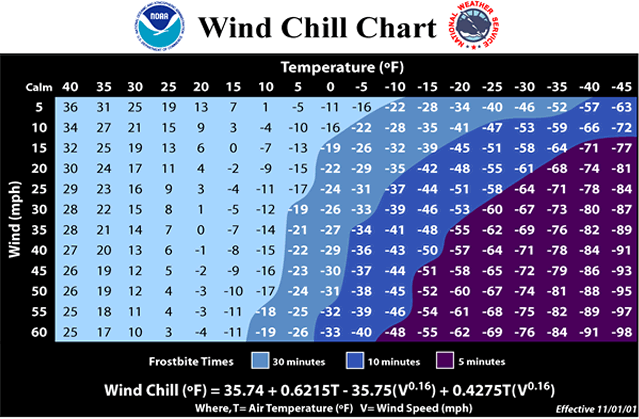 NOAA
Wind Chill Chart
NATIONAL WEATHER SERVICE
Temperature (ºF)
Calm 40 35 30 25 20 15 10 5 0 -5 -10 -15 -20 -25 -30 -35 -40 -45
Wind (mph)
5 36 31 25 19 13 7 1 -5 -11 -16 -22 -28 -34 -40 -46 -52 -57 -63
10 34 27 21 15 9 3 -4 -10 -16 -22 -28 -35 -41 -47 -53 -59 -66 -72
15 32 25 19 13 6 0 -7 -13 -19 -26 -32 -39 -45 -51 -58 -64 -71 -77
20 30 24 17 11 4 -2 -9 -15 -22 -29 -35 -42 -48 -55 -61 -68 -74 -81
25 29 23 16 9 3 -4 -11 -17 -24 -31 -37 -44 -51 -58 -64 -71 -78 -84
30 28 22 15 8 1 -5 -12 -19 -26 -33 -39 -46 -53 -60 -67 -73 -80 -87
35 28 21 14 7 0 -7 -14 -21 -27 -34 -41 -48 -55 -62 -69 -76 -82 -89
40 27 20 13 6 -1 -8 -15 -22 -29 -36 -43 -50 -57 -64 -71 -78 -84 -91
45 26 19 12 5 -2 -9 -16 -23 -30 -37 -44 -51 -58 -65 -72 -79 -86 -93
50 26 19 12 4 -3 -10 -17 -24 -31 -38 -45 -52 -60 -67 -74 -81 -88 -95
55 25 18 11 4 -3 -11 -18 -25 -32 -39 -46 -54 -61 -68 -75 -82 -89 -97
60 25 17 10 3 -4 -11 -19 -26 -33 -40 -48 -55 -62 -69 -76 -84 -91 -98
Frostbite Times 30 minutes 10 minutes 5 minutes
Wind Chill (ºF) = 35.74 + 0.6215T - 35.75(V^0.16) + 0.4275T(V^0.16)
Where, T= Air Temperature (ºF) V= Wind Speed (mph)
Effective 11/01/01